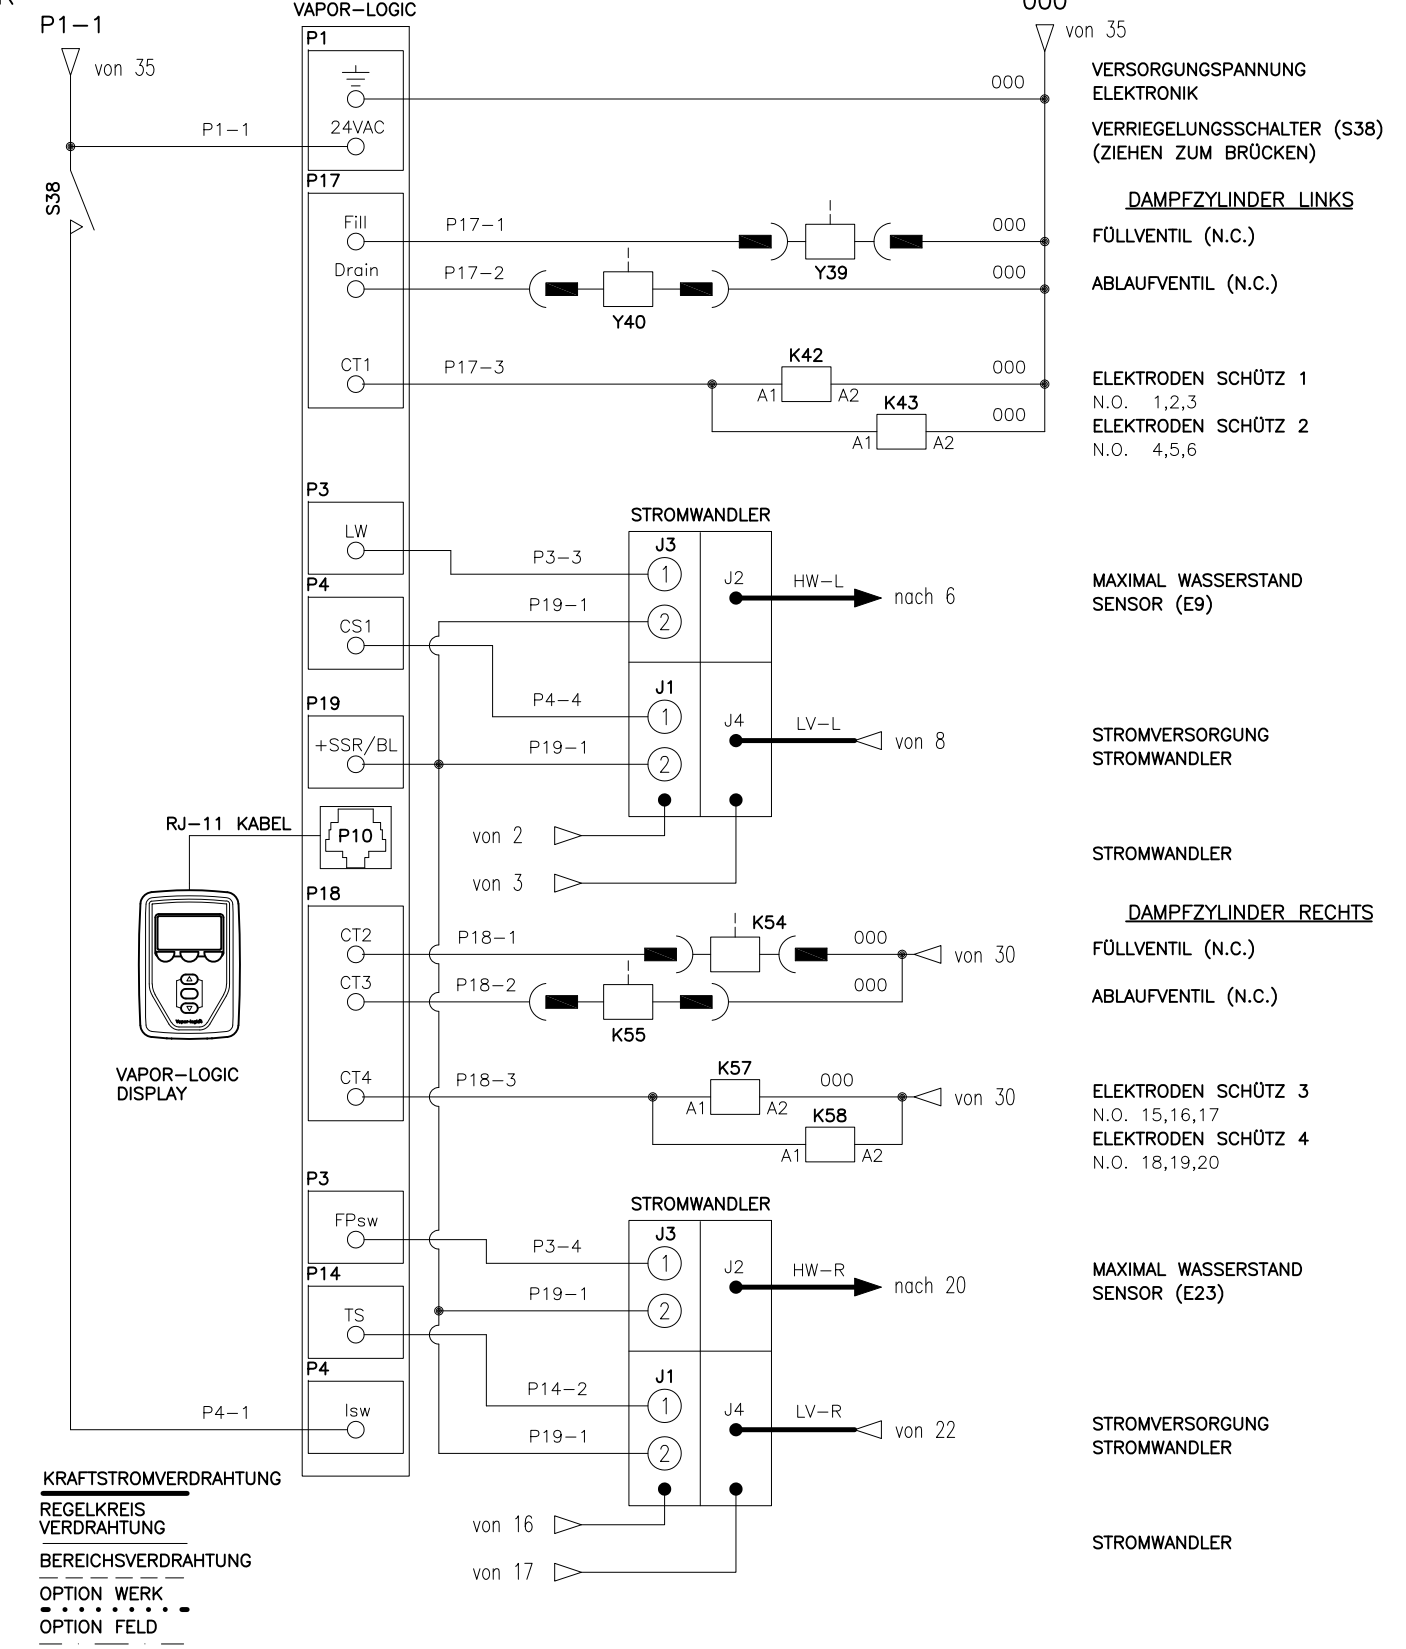 VAPOR-LOGIC
000
P1-1
von 35
von 35
P1
24VAC
P1-1
000
VERSORGUNGSPANNUNG
ELEKTRONIK
VERRIEGELUNGSSCHALTER (S38)
(ZIEHEN ZUM BRÜCKEN)
S38
P17
Fill
P17-1
Y39
000
DAMPFZYLINDER LINKS
FÜLLVENTIL (N.C.)
Drain
P17-2
Y40
000
ABLAUFVENTIL (N.C.)
CT1
P17-3
K42
A1
A2
000
K43
A1
A2
000
ELEKTRODEN SCHÜTZ 1
N.O. 1,2,3
ELEKTRODEN SCHÜTZ 2
N.O. 4,5,6
P3
LW
P3-3
P19-1
STROMWANDLER
J3
1
2
J2
HW-L
nach 6
MAXIMAL WASSERSTAND
SENSOR (E9)
P4
CS1
P4-4
P19-1
J1
1
2
J4
LV-L
von 8
STROMVERSORGUNG
STROMWANDLER
P19
+SSR/BL
von 2
von 3
STROMWANDLER
RJ-11 KABEL
P10
Vapor-logic
VAPOR-LOGIC
DISPLAY
P18
CT2
P18-1
K54
000
von 30
DAMPFZYLINDER RECHTS
FÜLLVENTIL (N.C.)
CT3
P18-2
K55
000
ABLAUFVENTIL (N.C.)
CT4
P18-3
K57
A1
A2
000
von 30
K58
A1
A2
ELEKTRODEN SCHÜTZ 3
N.O. 15,16,17
ELEKTRODEN SCHÜTZ 4
N.O. 18,19,20
P3
FPsw
P3-4
P19-1
STROMWANDLER
J3
1
2
J2
HW-R
nach 20
MAXIMAL WASSERSTAND
SENSOR (E23)
P14
TS
P14-2
P19-1
J1
1
2
J4
LV-R
von 22
STROMVERSORGUNG
STROMWANDLER
P4
Isw
P4-1
von 16
von 17
STROMWANDLER
KRAFTSTROMVERDRAHTUNG
REGELKREIS
VERDRAHTUNG
BEREICHSVERDRAHTUNG
OPTION WERK
OPTION FELD